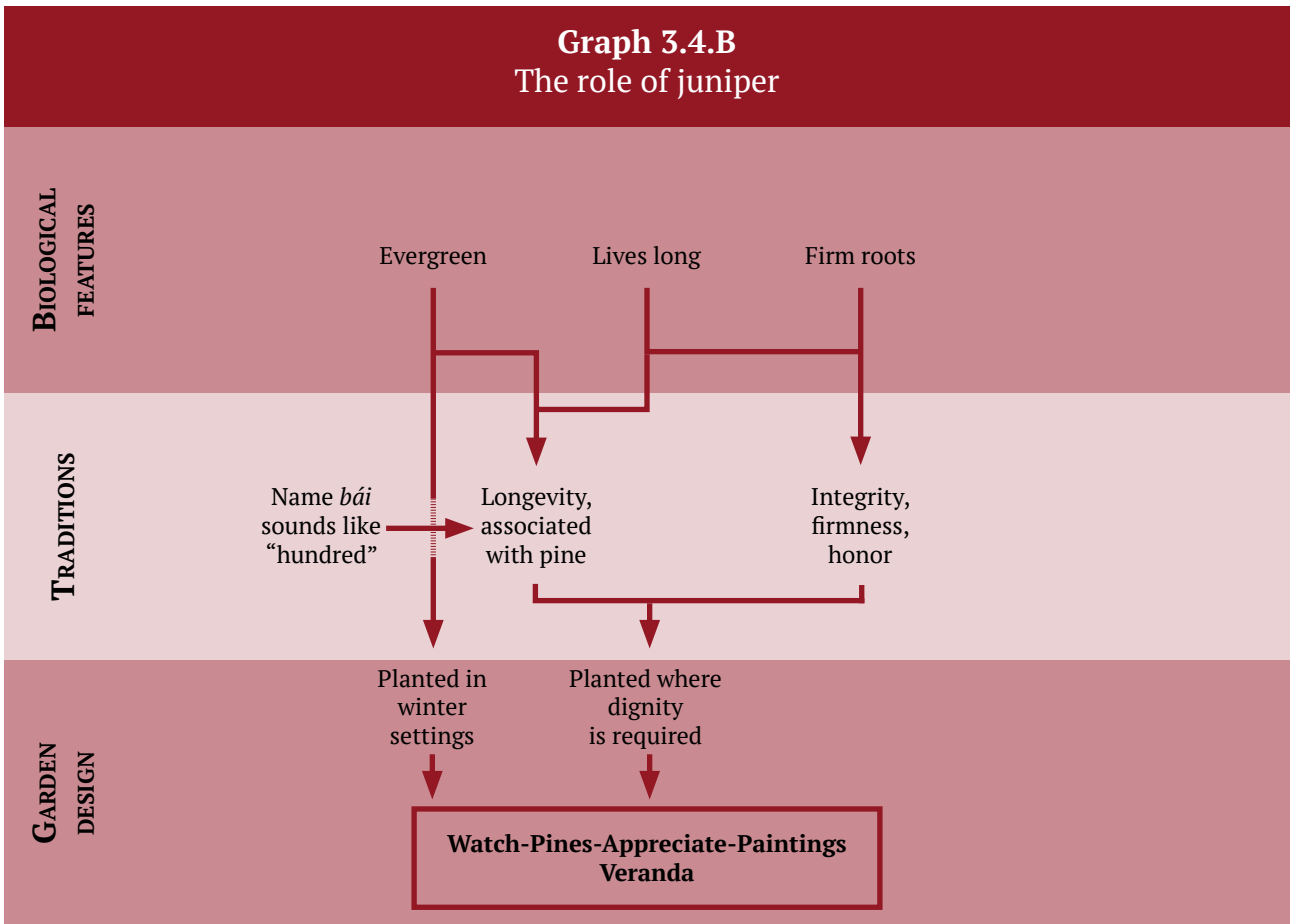 Graph 3.4.B
The role of juniper
BIOLOGICAL
FEATURES
Evergreen
Lives long
Firm roots
TRADITIONS
Name bái
sounds like
“hundred”
Longevity,
associated
with pine
Integrity,
firmness,
honor
GARDEN
DESIGN
Planted in
winter
settings
Planted where
dignity
is required
Watch-Pines-Appreciate-Paintings
Veranda